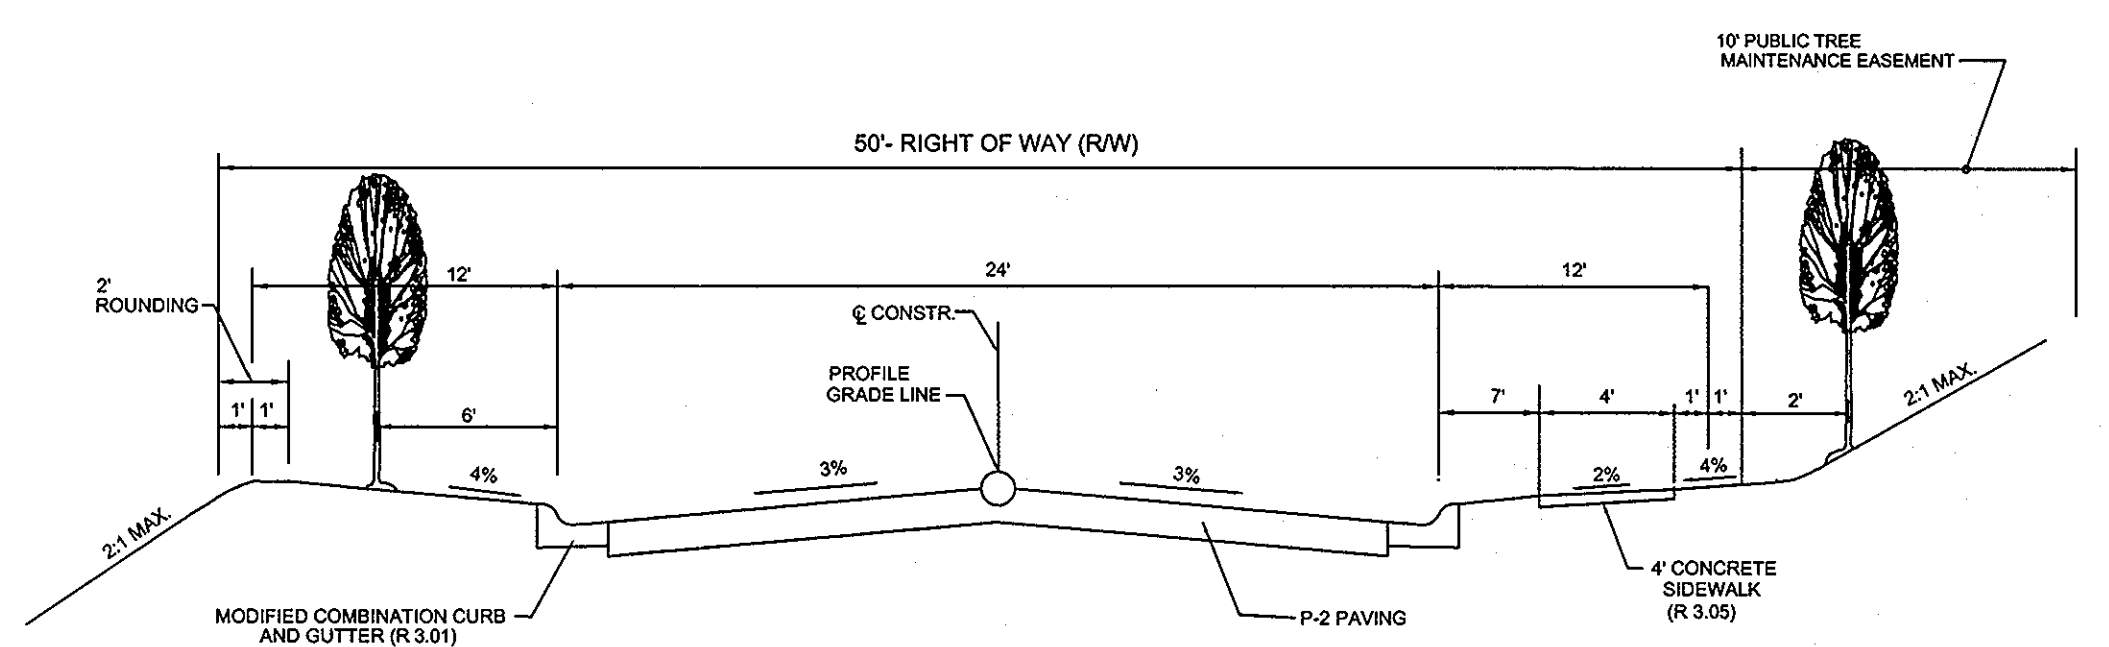 10' PUBLIC TREE
MAINTENANCE EASEMENT
50'- RIGHT OF WAY (R/W)
2'
ROUNDING
12'
24'
12'
℄ CONSTR.
PROFILE
GRADE LINE
1'
1'
6'
7'
4'
1'
1'
2'
2:1 MAX.
4%
3%
3%
2%
4%
2:1 MAX.
4' CONCRETE
SIDEWALK
(R 3.05)
MODIFIED COMBINATION CURB
AND GUTTER (R 3.01)
P-2 PAVING